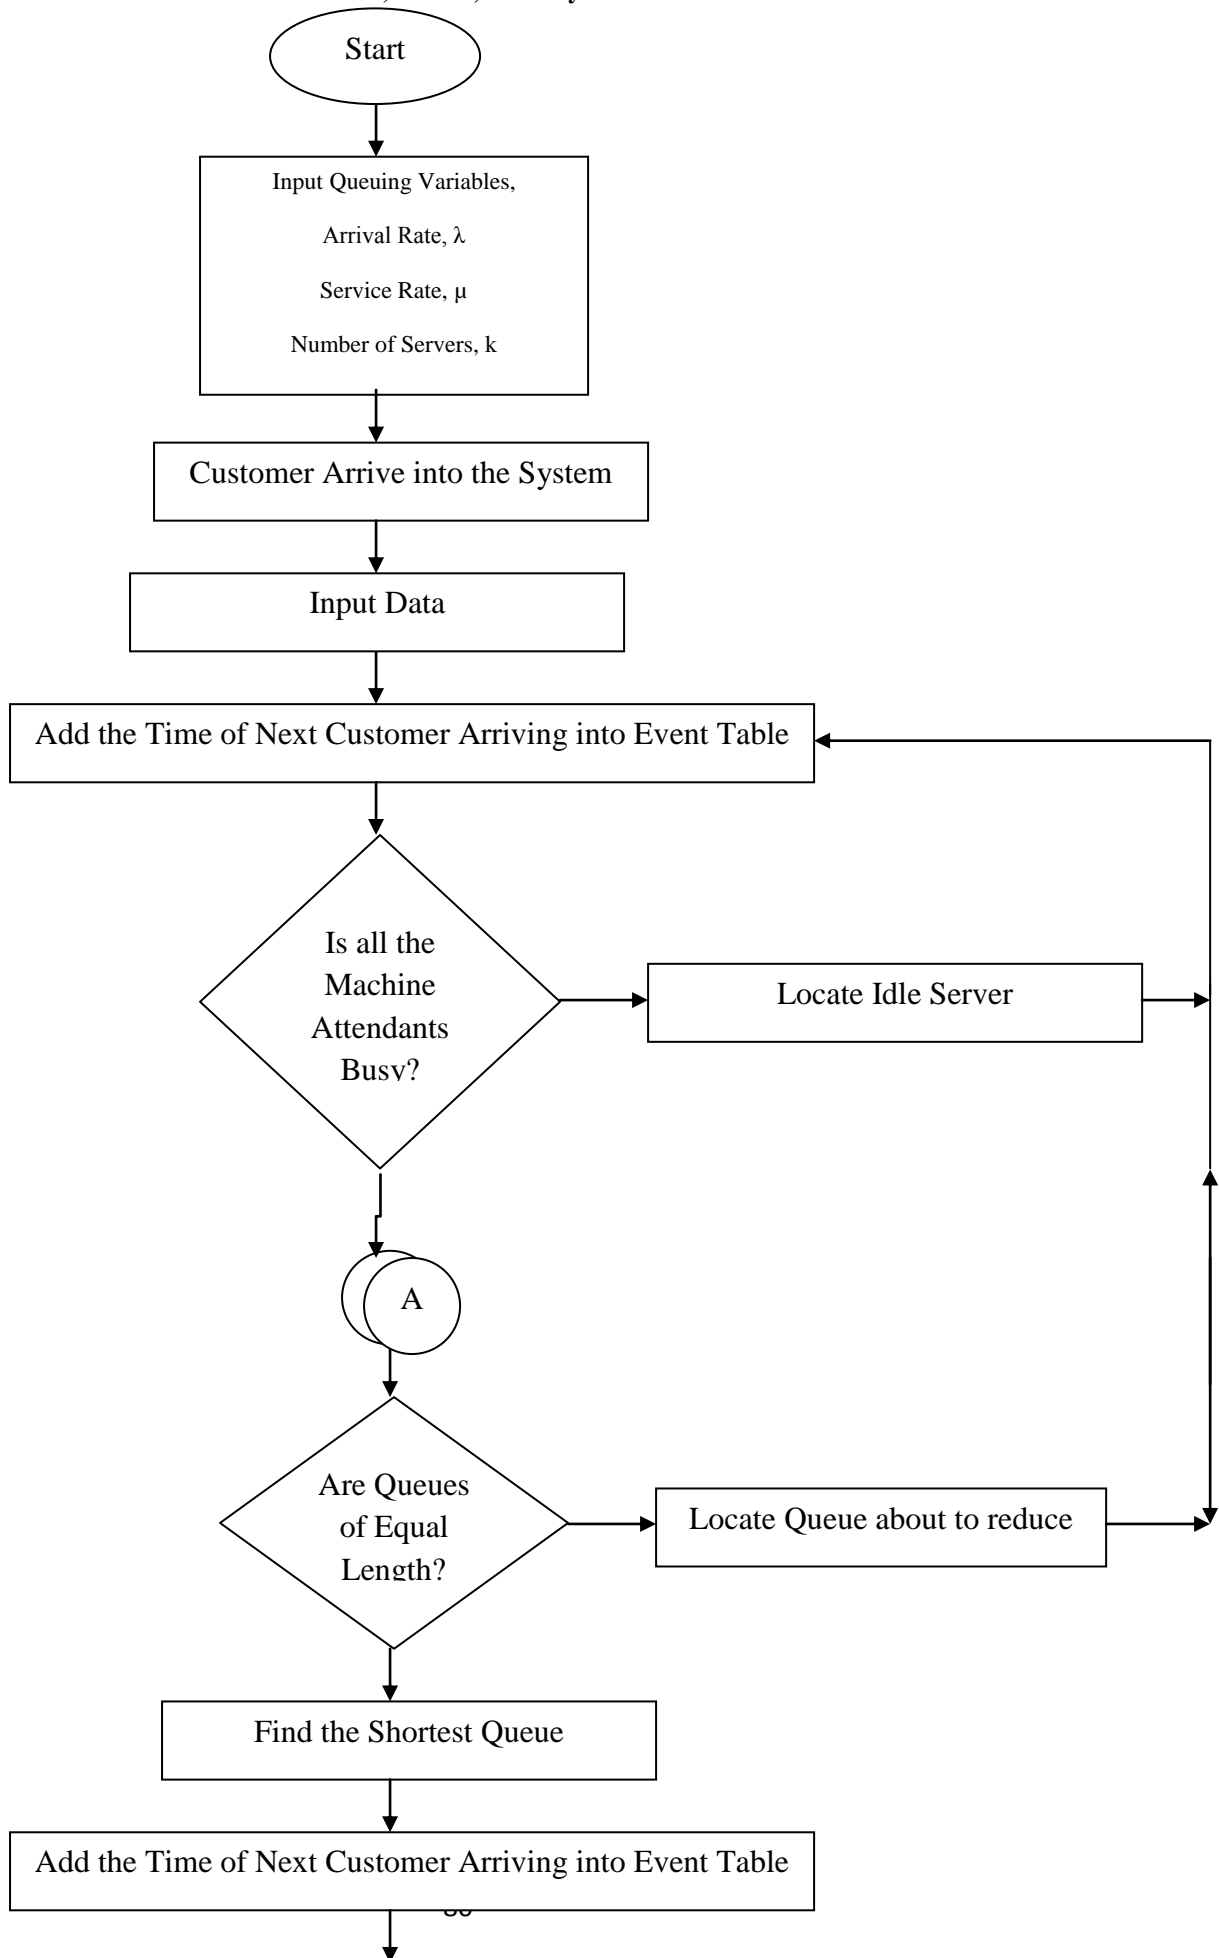 Start
Input Queuing Variables,
Arrival Rate, λ
Service Rate, μ
Number of Servers, k
Customer Arrive into the System
Input Data
Add the Time of Next Customer Arriving into Event Table
Is all the
Machine
Attendants
Busy?
Locate Idle Server
A
Are Queues
of Equal
Length?
Locate Queue about to reduce
Find the Shortest Queue
Add the Time of Next Customer Arriving into Event Table